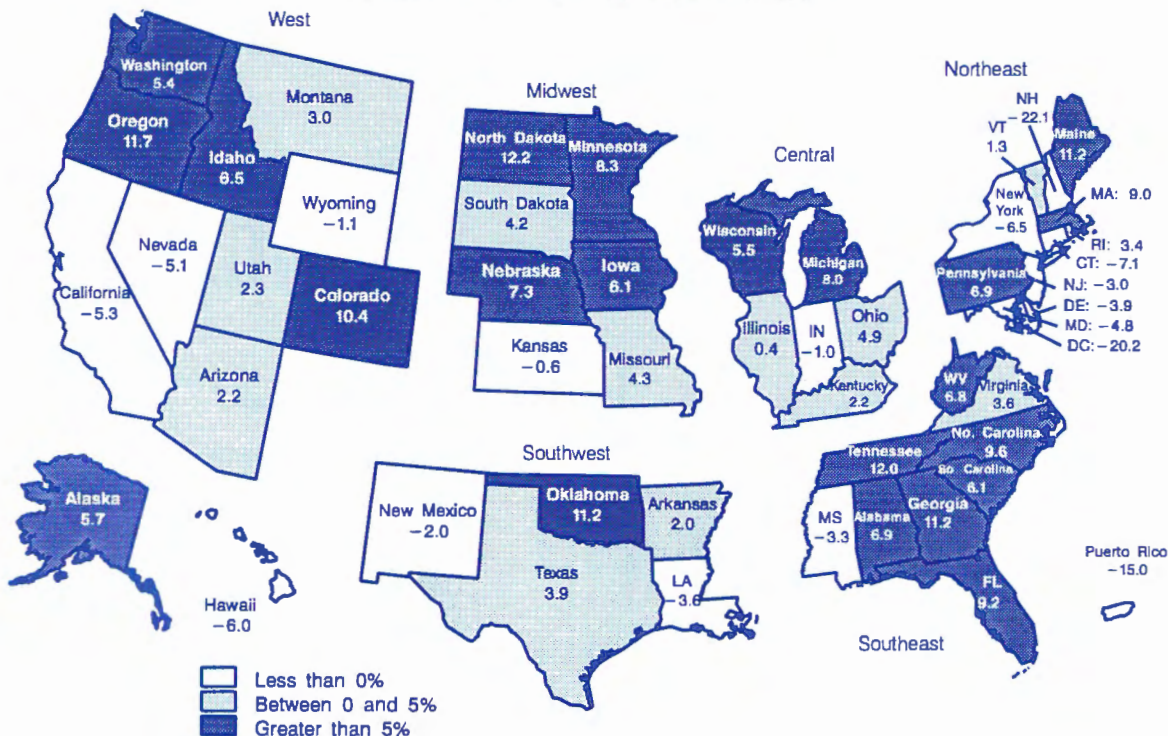 West
Washington
5.4
Montana
3.0
Oregon
11.7
Idaho
6.5
Wyoming
-1.1
Nevada
-5.1
California
-5.3
Utah
2.3
Colorado
10.4
Arizona
2.2
Alaska
5.7
Hawaii
-6.0
Midwest
North Dakota
12.2
Minnesota
8.3
South Dakota
4.2
Nebraska
7.3
Iowa
6.1
Kansas
-0.6
Missouri
4.3
Central
Wisconsin
5.5
Michigan
8.0
Illinois
0.4
IN
-1.0
Ohio
4.9
Kentucky
2.2
Northeast
NH
-22.1
VT
1.3
Maine
11.2
New
York
-6.5
MA: 9.0
RI: 3.4
CT: -7.1
Pennsylvania
6.9
NJ: -3.0
DE: -3.9
MD: -4.8
DC: -20.2
Southwest
New Mexico
-2.0
Oklahoma
11.2
Arkansas
2.0
Texas
3.9
LA
-3.6
WV
6.8
Virginia
3.6
No. Carolina
9.6
Tennessee
12.0
So Carolina
6.1
MS
-3.3
Alabama
6.9
Georgia
11.2
FL
9.2
Southeast
Puerto Rico
-15.0
Less than 0%
Between 0 and 5%
Greater than 5%